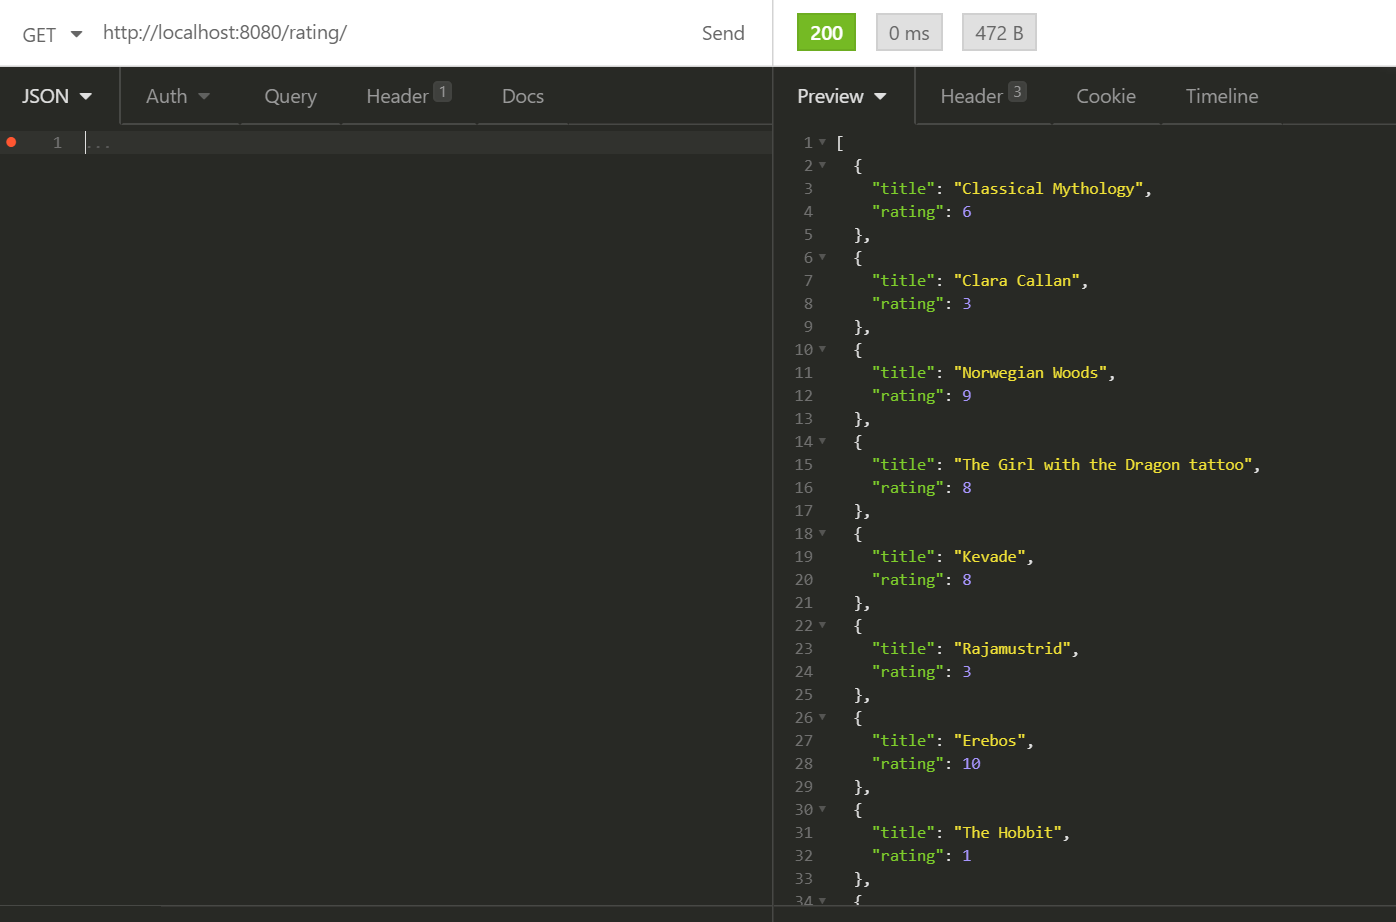 GET http://localhost:8080/rating/ Send 200 0 ms 472 B
JSON Auth Query Header 1 Docs Preview Header 3 Cookie Timeline
1 ...
1 [
2 {
3 "title": "Classical Mythology",
4 "rating": 6
5 },
6 {
7 "title": "Clara Callan",
8 "rating": 3
9 },
10 {
11 "title": "Norwegian Woods",
12 "rating": 9
13 },
14 {
15 "title": "The Girl with the Dragon tattoo",
16 "rating": 8
17 },
18 {
19 "title": "Kevade",
20 "rating": 8
21 },
22 {
23 "title": "Rajamustrid",
24 "rating": 3
25 },
26 {
27 "title": "Erebos",
28 "rating": 10
29 },
30 {
31 "title": "The Hobbit",
32 "rating": 1
33 },
34 {